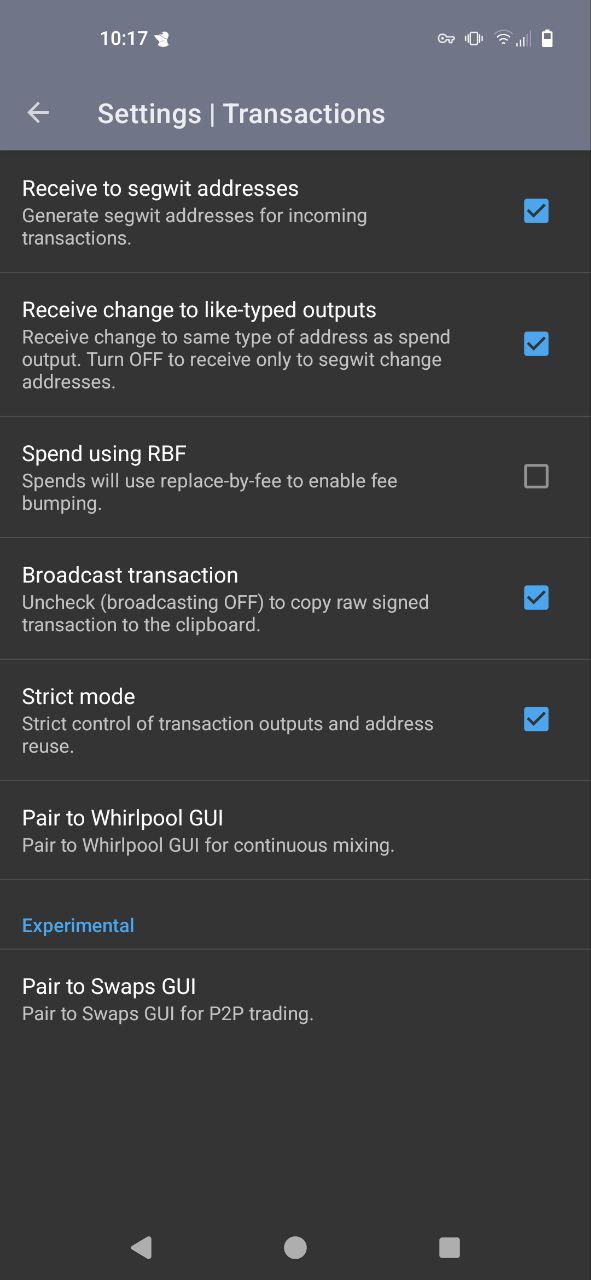 10:17
Settings | Transactions
Receive to segwit addresses
Generate segwit addresses for incoming
transactions.
Receive change to like-typed outputs
Receive change to same type of address as spend
output. Turn OFF to receive only to segwit change
addresses.
Spend using RBF
Spends will use replace-by-fee to enable fee
bumping.
Broadcast transaction
Uncheck (broadcasting OFF) to copy raw signed
transaction to the clipboard.
Strict mode
Strict control of transaction outputs and address
reuse.
Pair to Whirlpool GUI
Pair to Whirlpool GUI for continuous mixing.
Experimental
Pair to Swaps GUI
Pair to Swaps GUI for P2P trading.